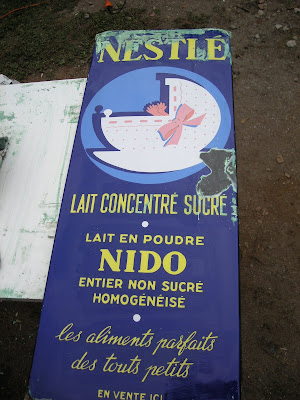 NESTLÉ
LAIT CONCENTRÉ SUCRÉ
LAIT EN POUDRE
NIDO
ENTIER NON SUCRÉ
HOMOGÉNÉISÉ
les aliments parfaits
des touts petits
EN VENTE ICI